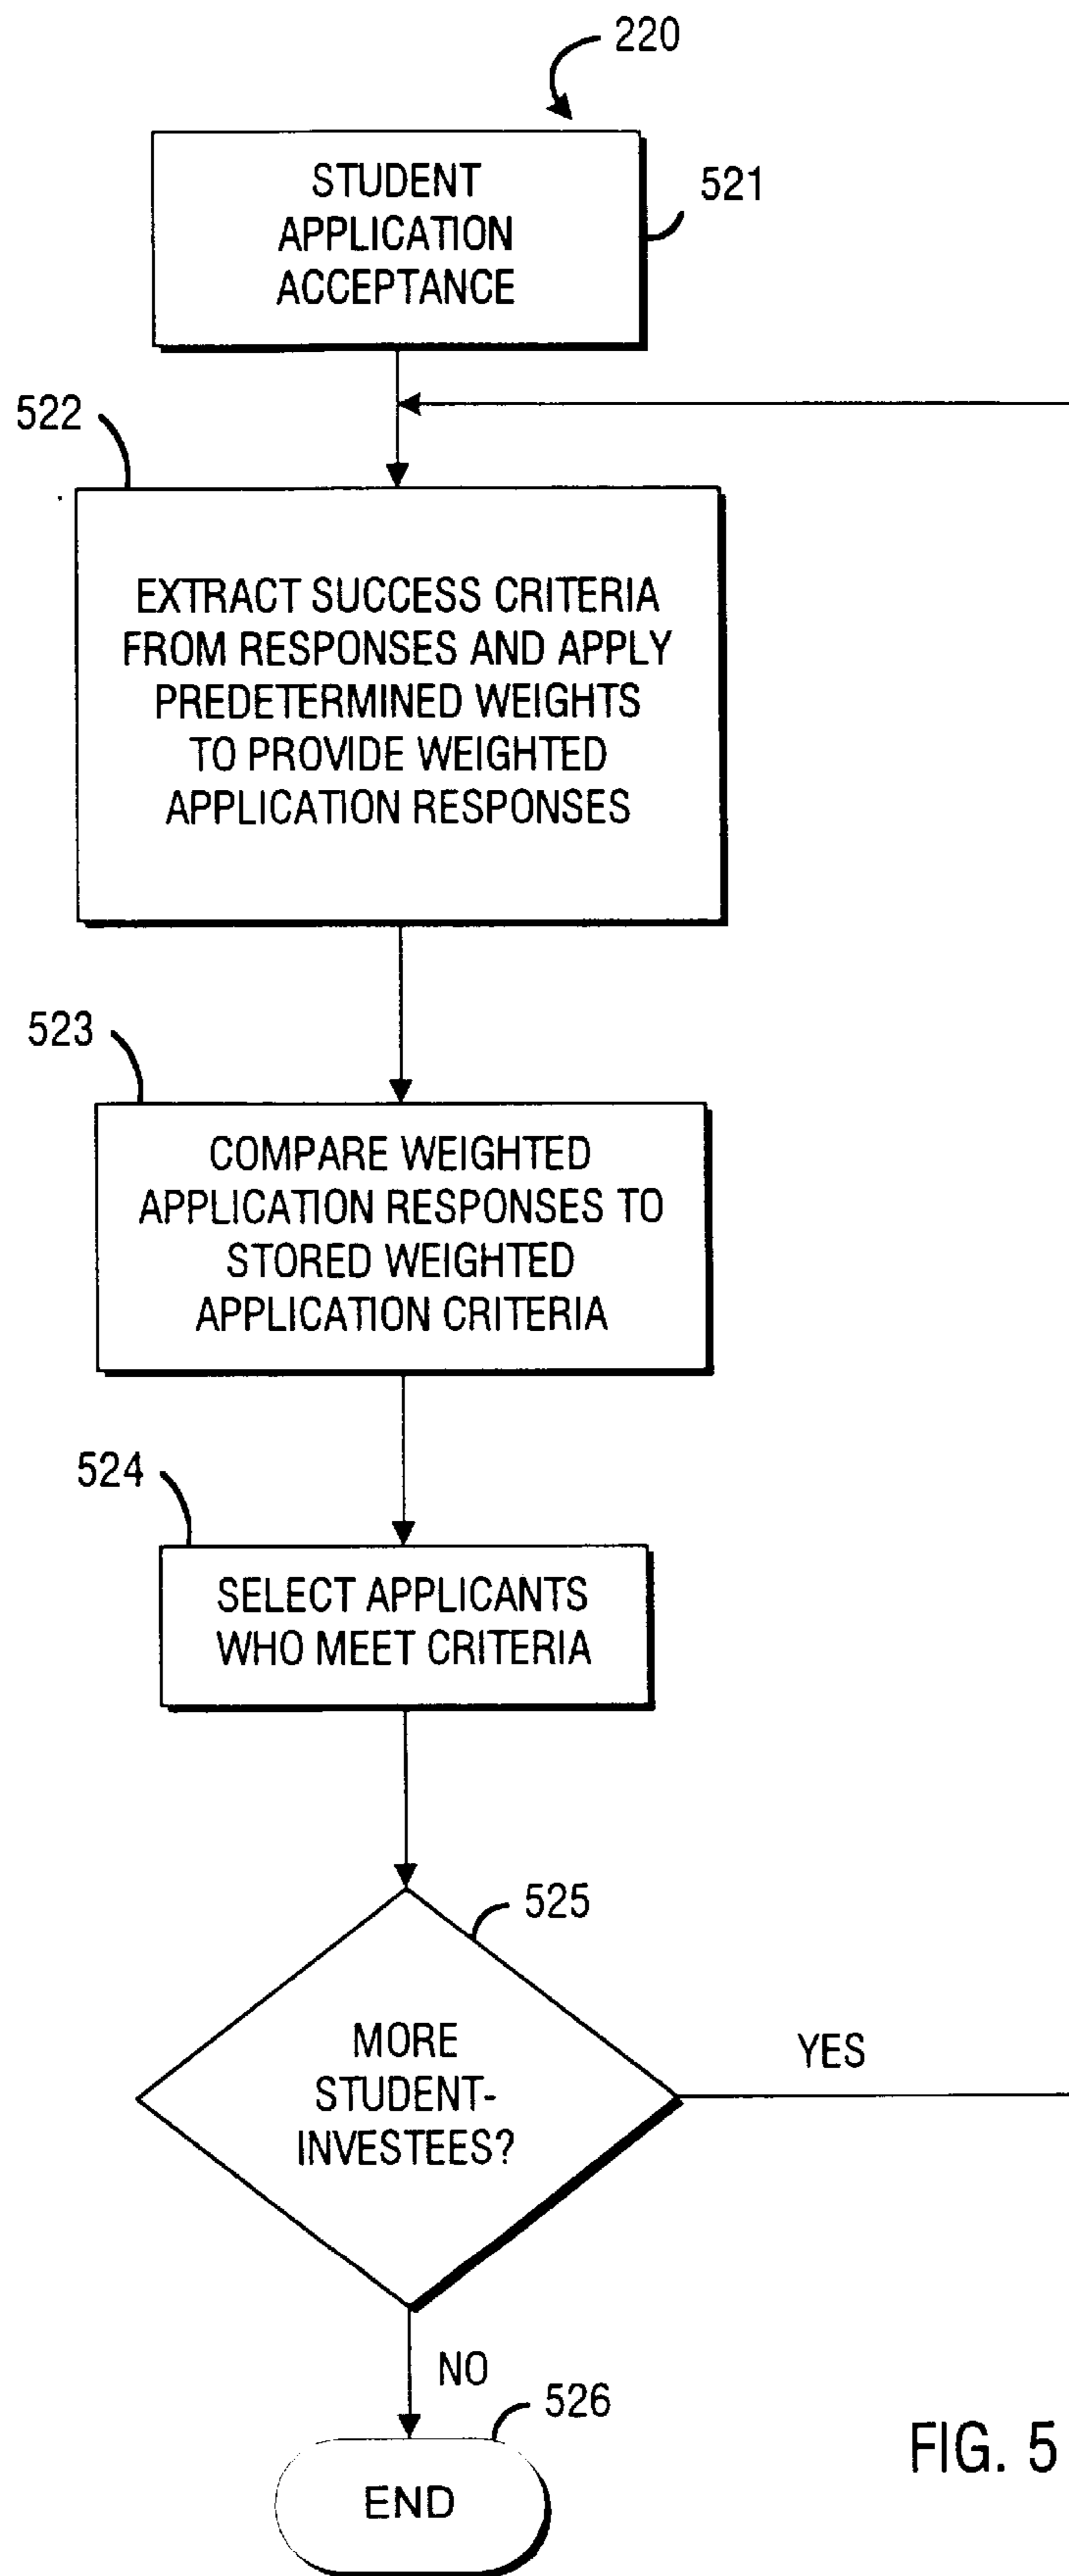 220
STUDENT
APPLICATION
ACCEPTANCE
521
522
EXTRACT SUCCESS CRITERIA
FROM RESPONSES AND APPLY
PREDETERMINED WEIGHTS
TO PROVIDE WEIGHTED
APPLICATION RESPONSES
523
COMPARE WEIGHTED
APPLICATION RESPONSES TO
STORED WEIGHTED
APPLICATION CRITERIA
524
SELECT APPLICANTS
WHO MEET CRITERIA
525
MORE
STUDENT-
INVESTEES?
YES
NO
526
END
FIG. 5